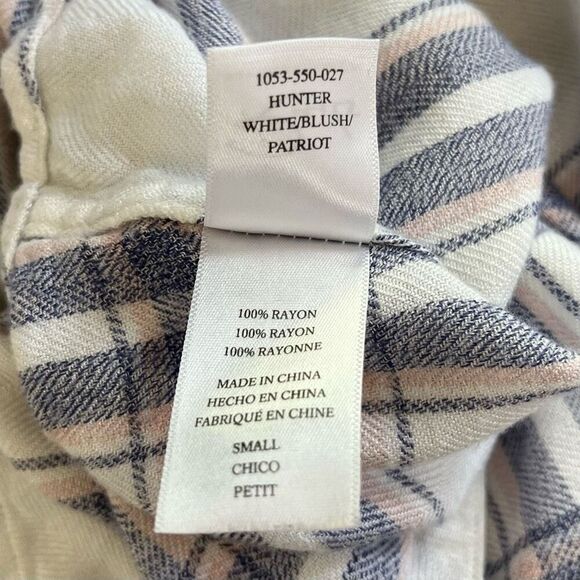 1053-550-027
HUNTER
WHITE/BLUSH/
PATRIOT
100% RAYON
100% RAYON
100% RAYONNE
MADE IN CHINA
HECHO EN CHINA
FABRIQUÉ EN CHINE
SMALL
CHICO
PETIT